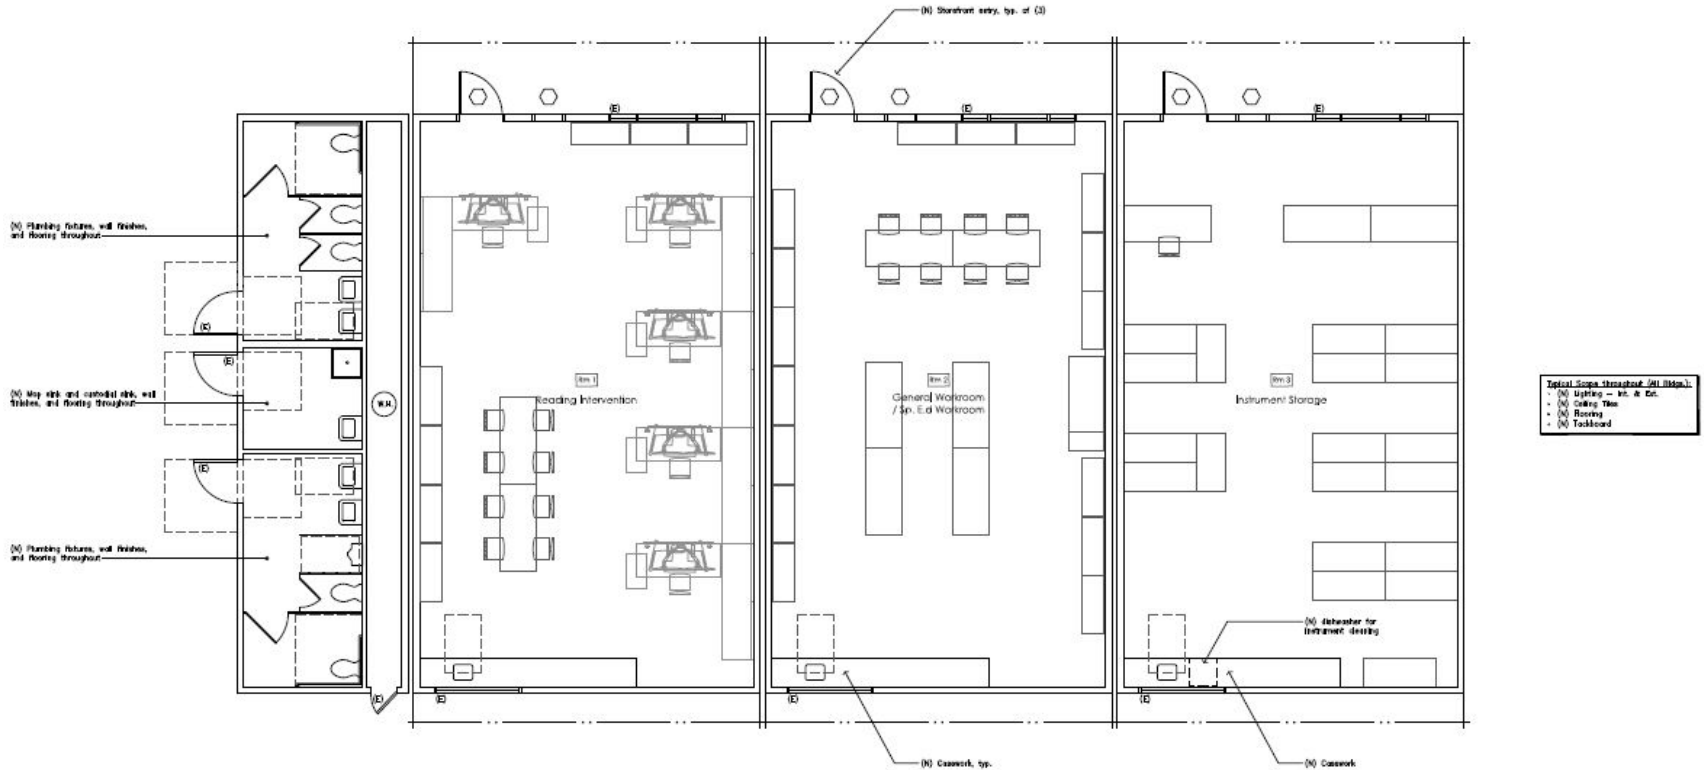 (N) Storefront entry, typ. of (3)
(E)
(E)
(E)
(N) Plumbing fixtures, wall finishes,
and flooring throughout
(E)
(E)
(N) Mop sink and custodial sink, wall
finishes, and flooring throughout
W.H.
Rm 1
Reading Intervention
Rm 2
General Workroom
/ Sp. E.d Workroom
Rm 3
Instrument Storage
Typical Scope throughout (All Bldgs.):
- (N) Lighting - Int. & Ext.
- (N) Ceiling Tiles
- (N) Flooring
- (N) Tackboard
(E)
(N) Plumbing fixtures, wall finishes,
and flooring throughout
(N) dishwasher for
instrument cleaning
(E)
(E)
(E)
(E)
(N) Casework, typ.
(N) Casework